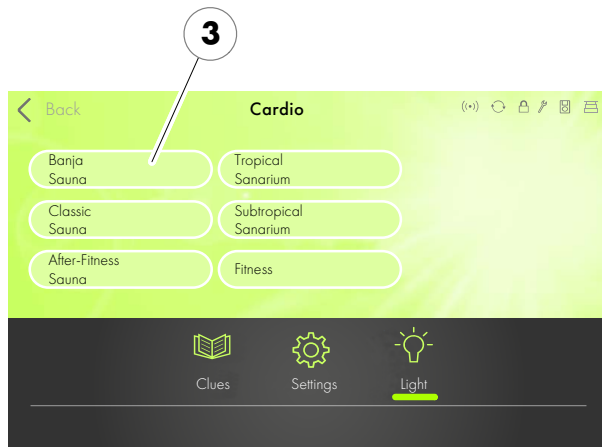 3
Back
Cardio
Banja
Sauna
Tropical
Sanarium
Classic
Sauna
Subtropical
Sanarium
After-Fitness
Sauna
Fitness
Clues
Settings
Light